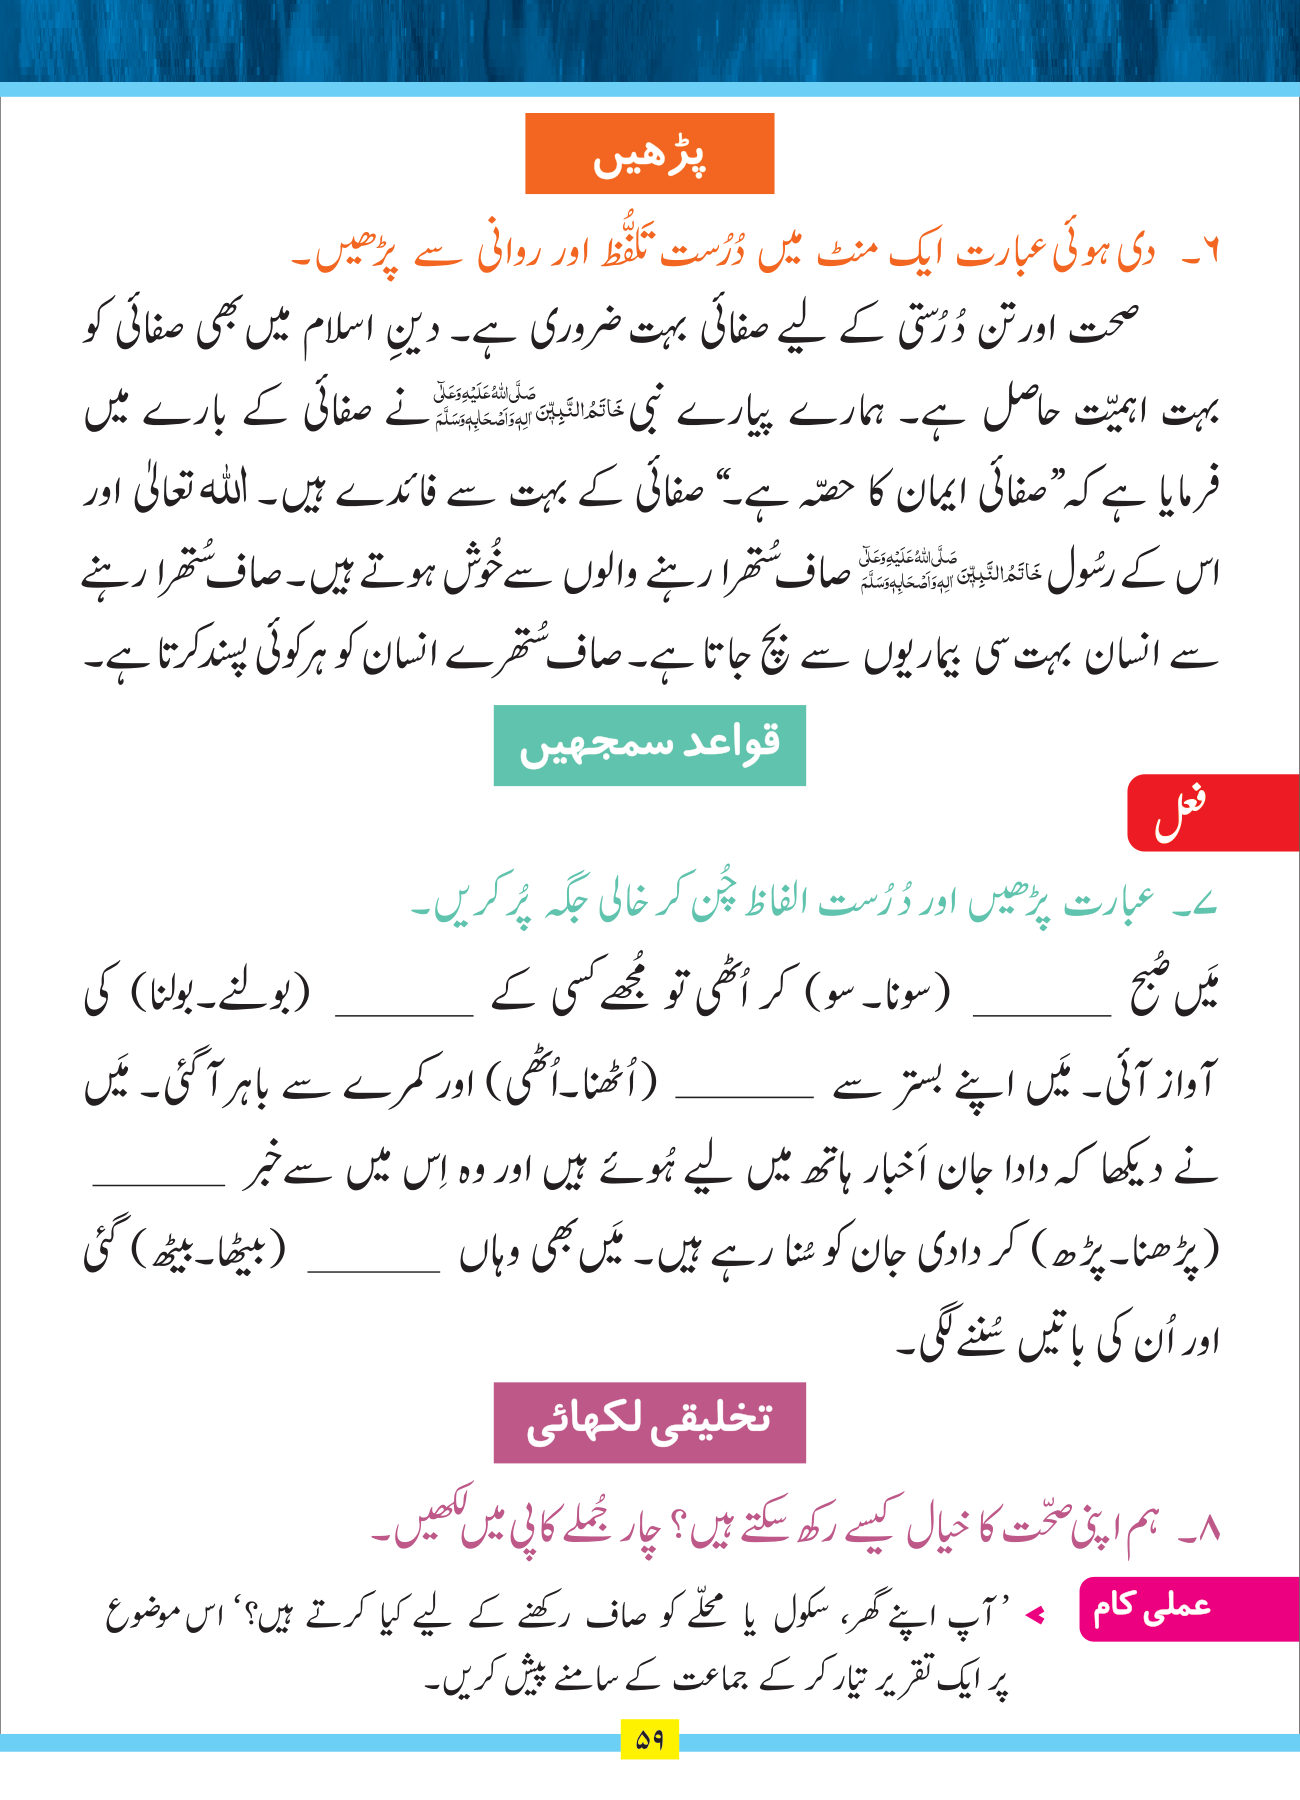 پڑھیں
۶۔ دی ہوئی عبارت ایک منٹ میں دُرُست تَلَفُّظ اور روانی سے پڑھیں۔
صحت اور تن دُرُستی کے لیے صفائی بہت ضروری ہے۔ دینِ اسلام میں بھی صفائی کو
بہت اہمیّت حاصل ہے۔ ہمارے پیارے نبی خَاتَمُ النَّبِیّٖنَ صَلَّی اللہُ عَلَیْہِ وَعَلٰٓی اٰلِہٖ وَاَصْحَابِہٖ وَسَلَّمَ نے صفائی کے بارے میں
فرمایا ہے کہ ”صفائی ایمان کا حصّہ ہے۔“ صفائی کے بہت سے فائدے ہیں۔ اللہ تعالیٰ اور
اس کے رسُول خَاتَمُ النَّبِیّٖنَ صَلَّی اللہُ عَلَیْہِ وَعَلٰٓی اٰلِہٖ وَاَصْحَابِہٖ وَسَلَّمَ صاف سُتھرا رہنے والوں سے خُوش ہوتے ہیں۔ صاف سُتھرا رہنے
سے انسان بہت سی بیماریوں سے بچ جاتا ہے۔ صاف سُتھرے انسان کو ہر کوئی پسند کرتا ہے۔
قواعد سمجھیں
فعل
۷۔ عبارت پڑھیں اور دُرُست الفاظ چُن کر خالی جگہ پُر کریں۔
مَیں صُبح ______ (سونا۔ سو) کر اُٹھی تو مُجھے کسی کے ______ (بولنے۔بولنا) کی
آواز آئی۔ مَیں اپنے بستر سے ______ (اُٹھنا۔اُٹھی) اور کمرے سے باہر آ گئی۔ مَیں
نے دیکھا کہ دادا جان اَخبار ہاتھ میں لیے ہُوئے ہیں اور وہ اِس میں سے خبر ______
(پڑھنا۔پڑھ) کر دادی جان کو سُنا رہے ہیں۔ مَیں بھی وہاں ______ (بیٹھا۔بیٹھ) گئی
اور اُن کی باتیں سُننے لگی۔
تخلیقی لکھائی
۸۔ ہم اپنی صحّت کا خیال کیسے رکھ سکتے ہیں؟ چار جُملے کاپی میں لکھیں۔
عملی کام
’آپ اپنے گھر، سکول یا محلّے کو صاف رکھنے کے لیے کیا کرتے ہیں؟‘ اس موضوع
پر ایک تقریر تیّار کر کے جماعت کے سامنے پیش کریں۔
۵۹